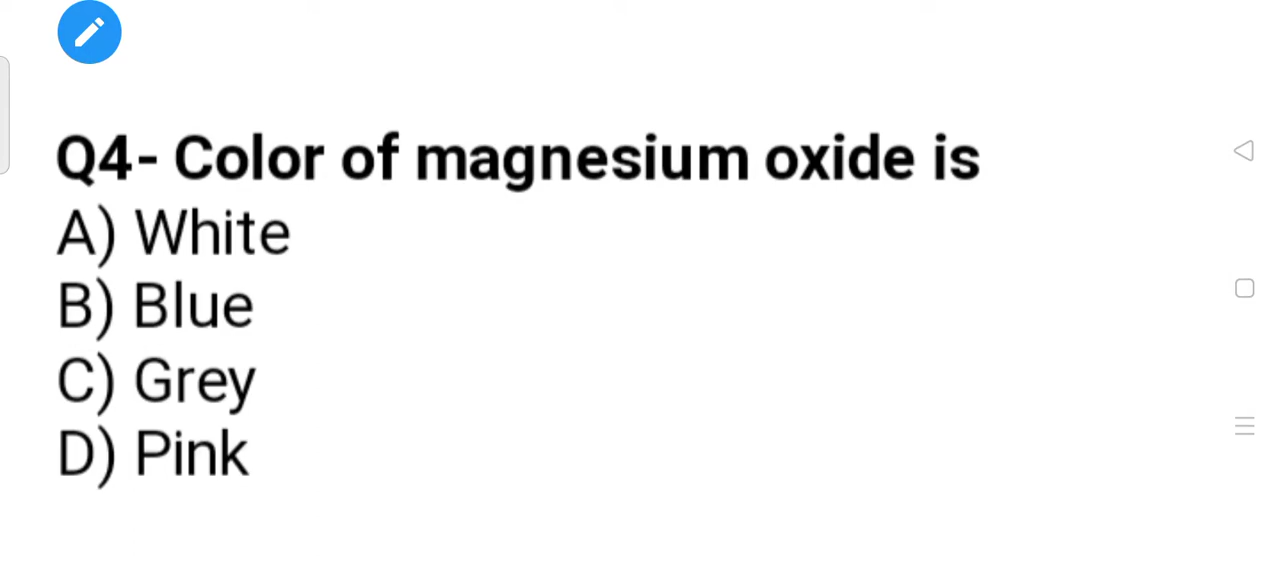 Q4- Color of magnesium oxide is
A) White
B) Blue
C) Grey
D) Pink